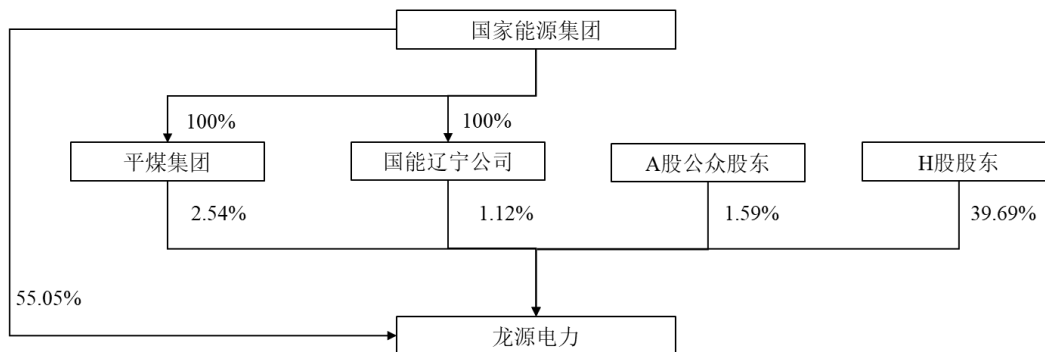 国家能源集团
100%
100%
平煤集团
国能辽宁公司
A股公众股东
H股股东
2.54%
1.12%
1.59%
39.69%
55.05%
龙源电力